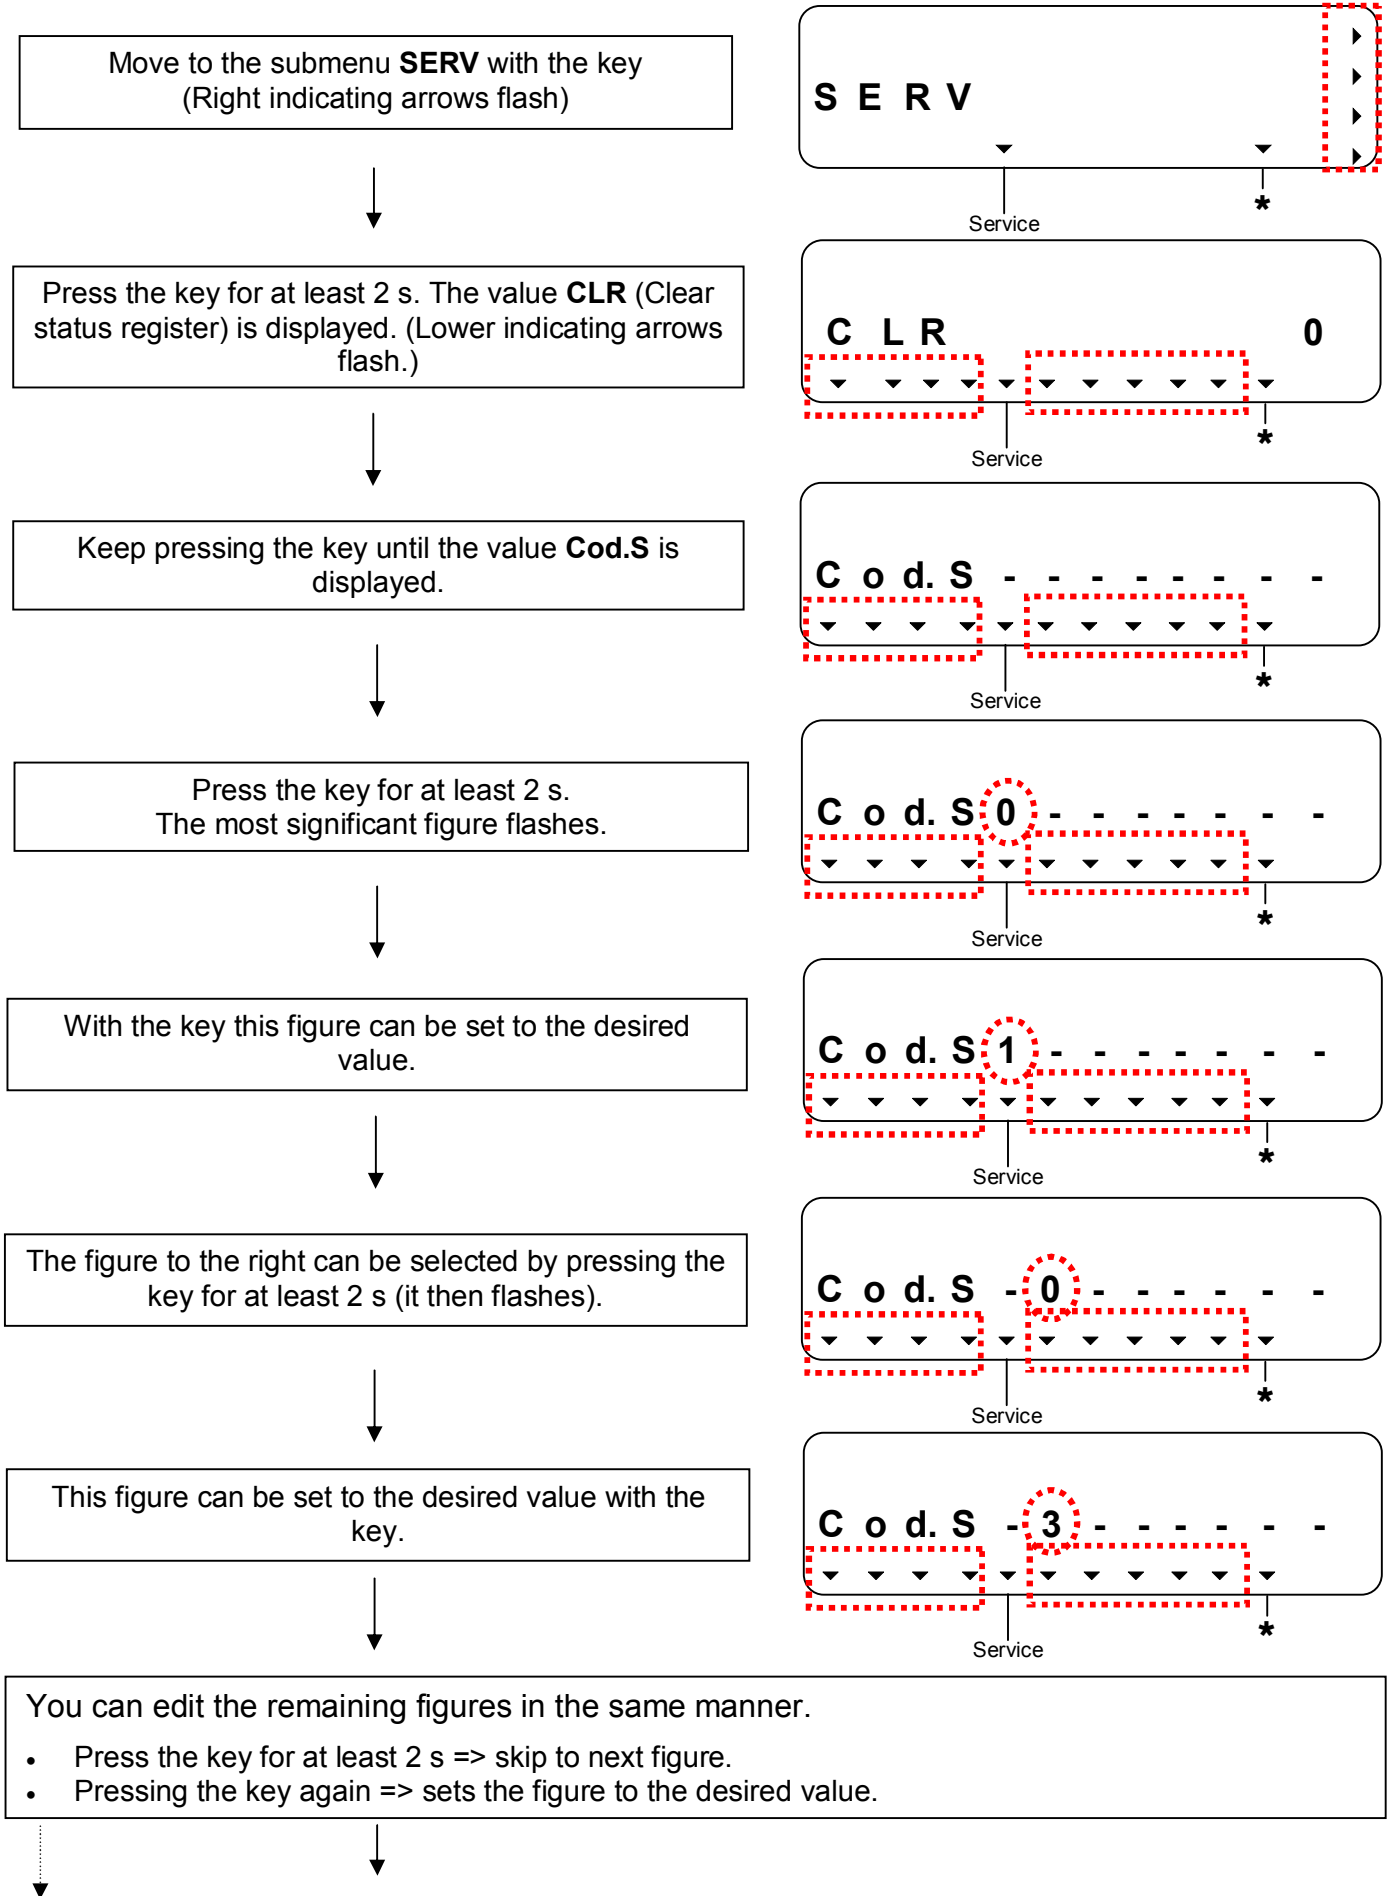 Move to the submenu SERV with the key
(Right indicating arrows flash)
S E R V
Service
*
Press the key for at least 2 s. The value CLR (Clear
status register) is displayed. (Lower indicating arrows
flash.)
C L R 0
Service
*
Keep pressing the key until the value Cod.S is
displayed.
C o d. S - - - - - - - -
Service
*
Press the key for at least 2 s.
The most significant figure flashes.
C o d. S 0 - - - - - - -
Service
*
With the key this figure can be set to the desired
value.
C o d. S 1 - - - - - - -
Service
*
The figure to the right can be selected by pressing the
key for at least 2 s (it then flashes).
C o d. S - 0 - - - - - -
Service
*
This figure can be set to the desired value with the
key.
C o d. S - 3 - - - - - -
Service
*
You can edit the remaining figures in the same manner.
• Press the key for at least 2 s => skip to next figure.
• Pressing the key again => sets the figure to the desired value.